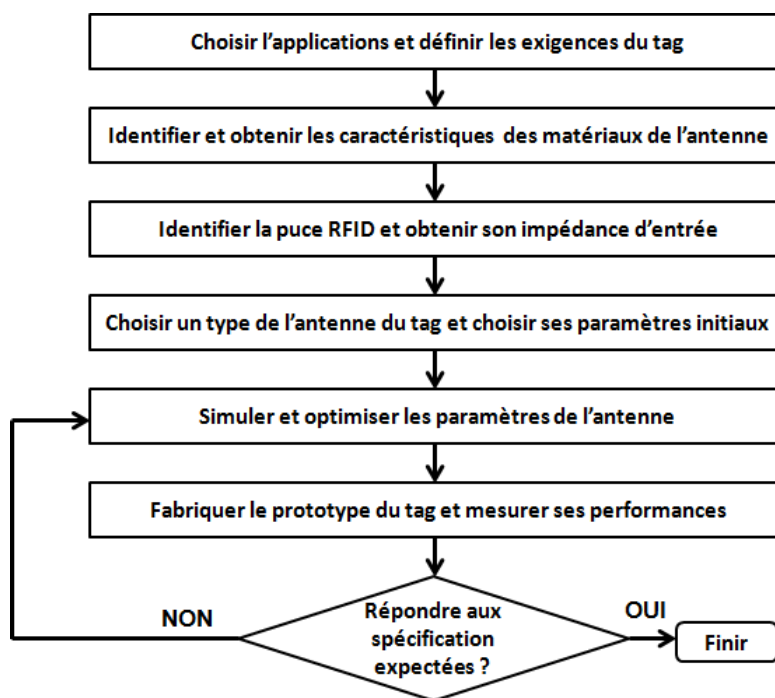 Choisir l'applications et définir les exigences du tag
Identifier et obtenir les caractéristiques des matériaux de l'antenne
Identifier la puce RFID et obtenir son impédance d'entrée
Choisir un type de l'antenne du tag et choisir ses paramètres initiaux
Simuler et optimiser les paramètres de l'antenne
Fabriquer le prototype du tag et mesurer ses performances
NON
Répondre aux
spécification
expectées ?
OUI
Finir